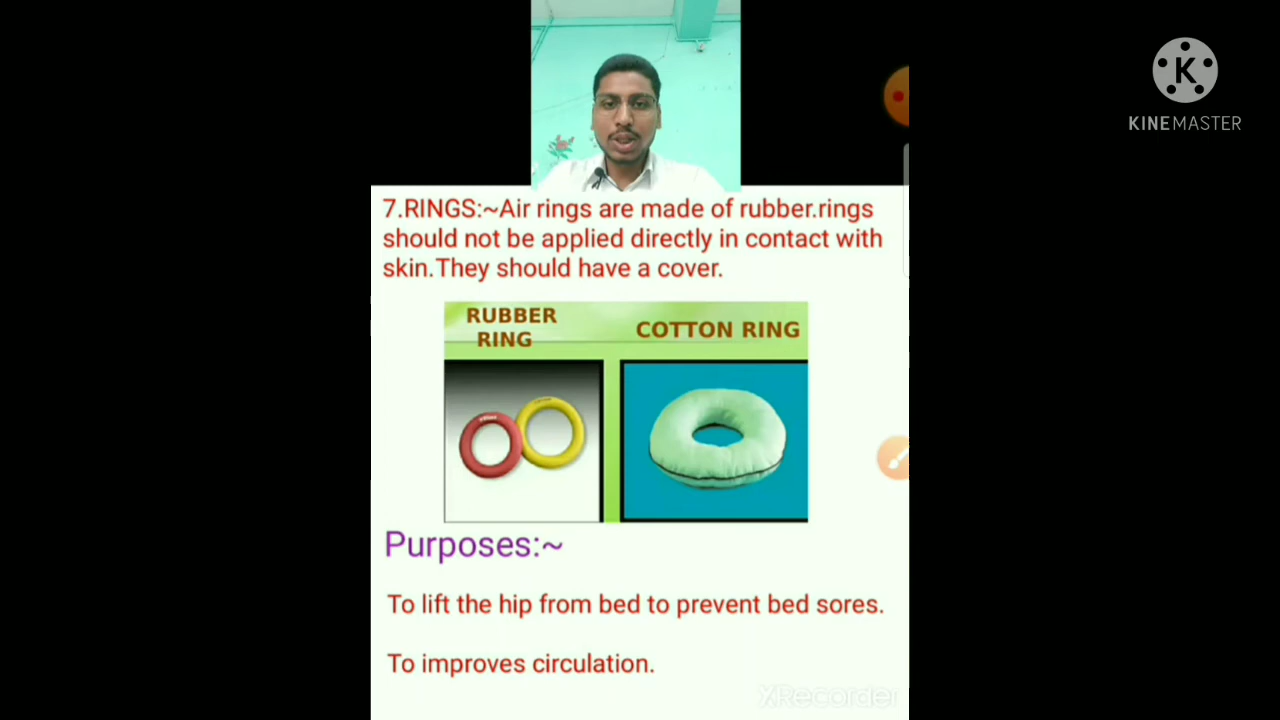 K
KINEMASTER
7.RINGS:~Air rings are made of rubber.rings
should not be applied directly in contact with
skin.They should have a cover.
RUBBER
RING
COTTON RING
Purposes:~
To lift the hip from bed to prevent bed sores.
To improves circulation.
XRecorder